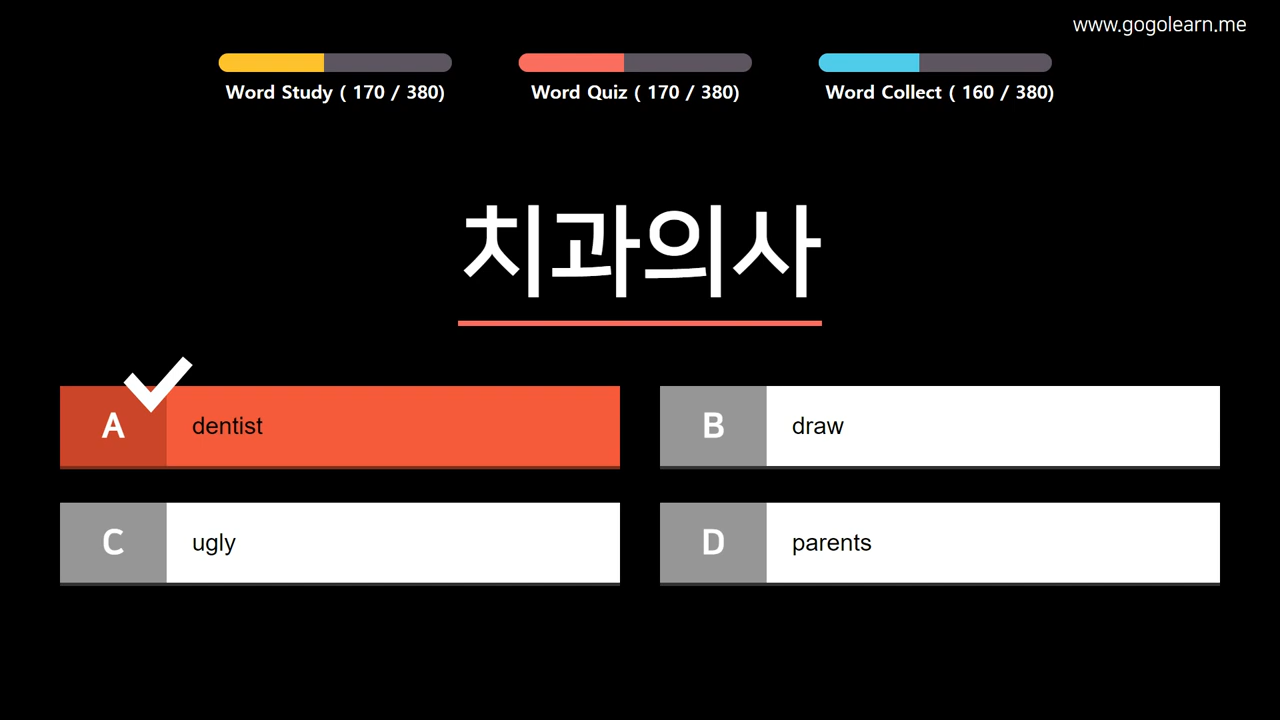 www.gogolearn.me
Word Study ( 170 / 380)
Word Quiz ( 170 / 380)
Word Collect ( 160 / 380)
치과의사
A dentist
B draw
C ugly
D parents